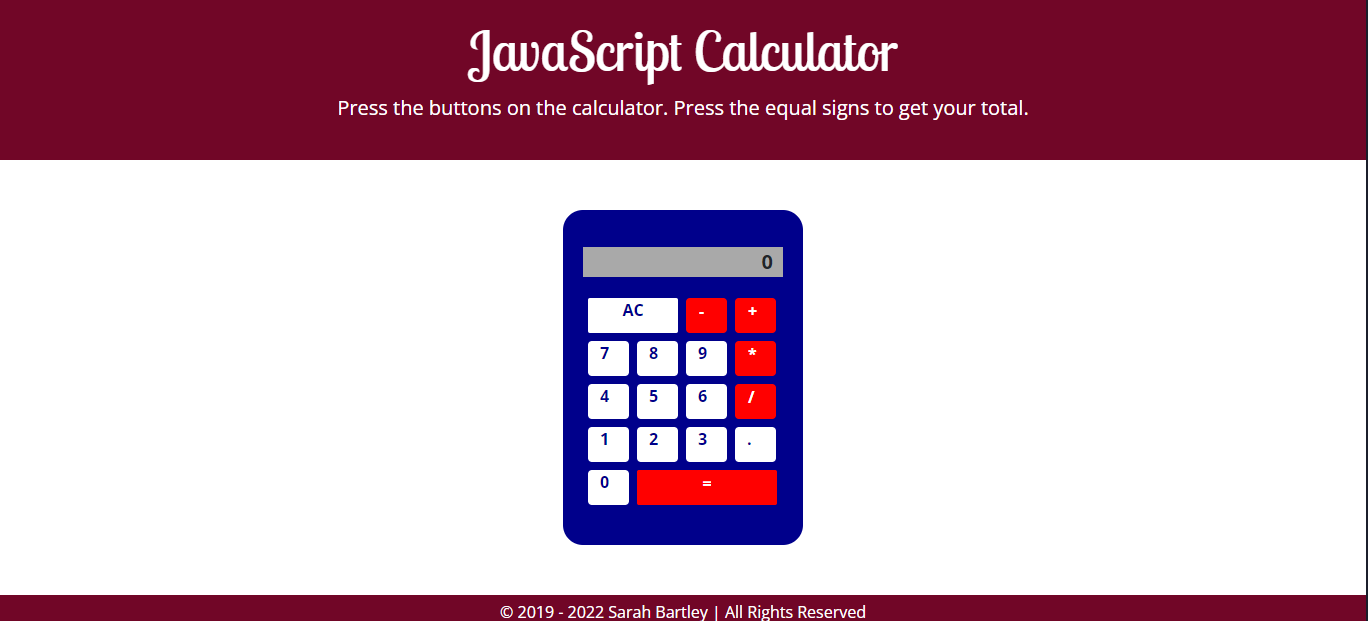 JavaScript Calculator
Press the buttons on the calculator. Press the equal signs to get your total.
0
AC - +
7 8 9 *
4 5 6 /
1 2 3 .
0 =
© 2019 - 2022 Sarah Bartley | All Rights Reserved